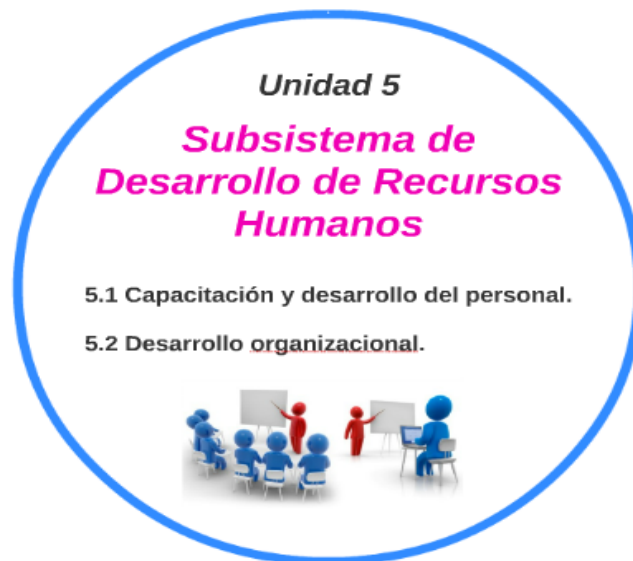 Unidad 5
Subsistema de
Desarrollo de Recursos
Humanos
5.1 Capacitación y desarrollo del personal.
5.2 Desarrollo organizacional.